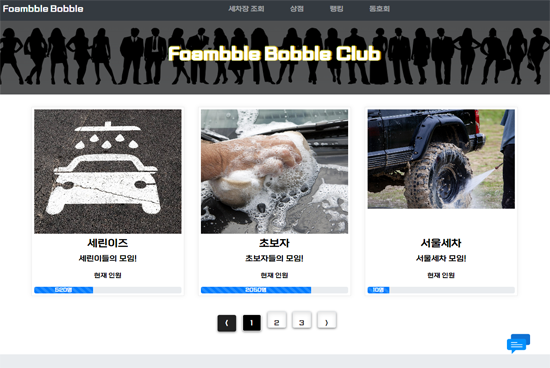 Foambble Bobble
세차장 조회 상점 랭킹 동호회
Foambble Bobble Club
세린이즈
세린이들의 모임!
현재 인원
520명
초보자
초보자들의 모임!
현재 인원
2050명
서울세차
서울세차 모임!
현재 인원
10명
⟨ 1 2 3 ⟩